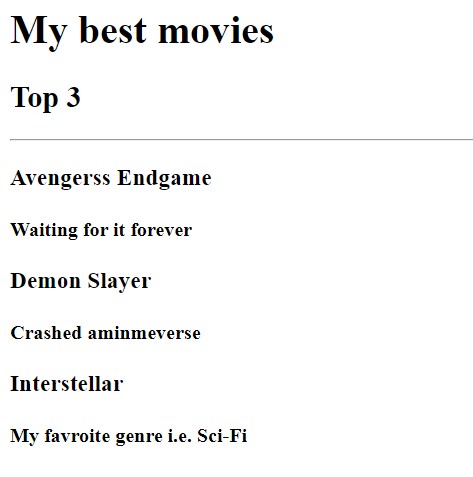 My best movies
Top 3
Avengerss Endgame
Waiting for it forever
Demon Slayer
Crashed aminmeverse
Interstellar
My favroite genre i.e. Sci-Fi